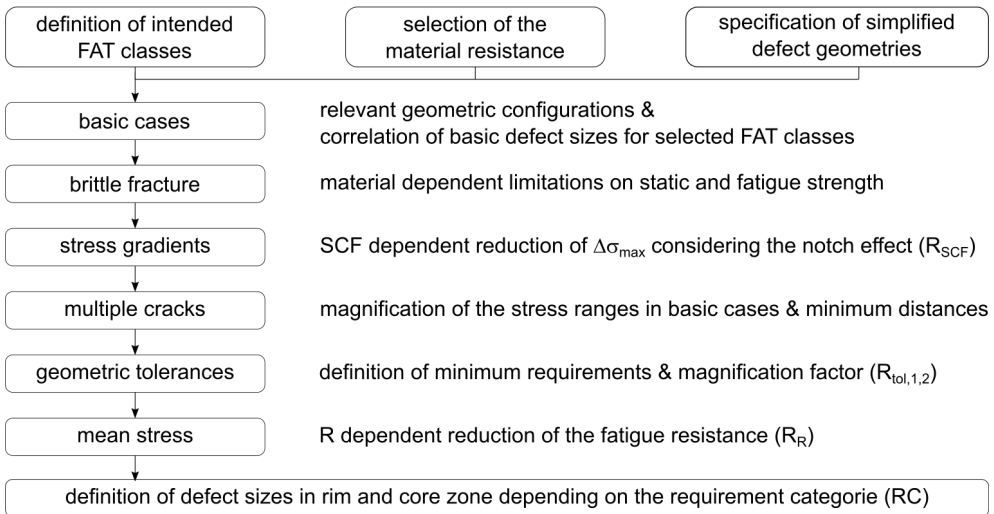 definition of intended
FAT classes
selection of the
material resistance
specification of simplified
defect geometries
basic cases
relevant geometric configurations &
correlation of basic defect sizes for selected FAT classes
brittle fracture
material dependent limitations on static and fatigue strength
stress gradients
SCF dependent reduction of Δσmax considering the notch effect (RSCF)
multiple cracks
magnification of the stress ranges in basic cases & minimum distances
geometric tolerances
definition of minimum requirements & magnification factor (Rtol,1,2)
mean stress
R dependent reduction of the fatigue resistance (RR)
definition of defect sizes in rim and core zone depending on the requirement categorie (RC)